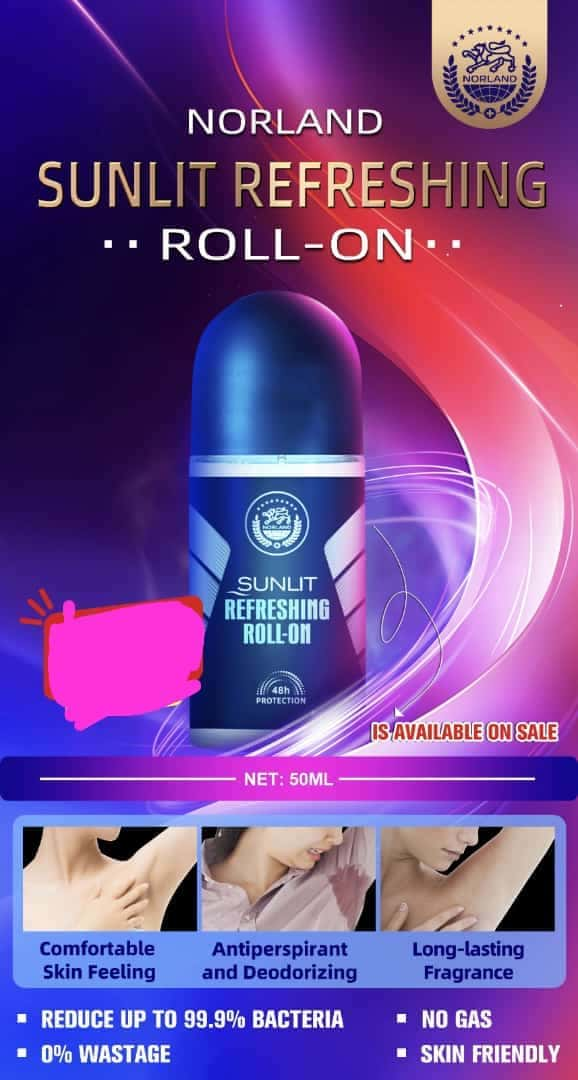 NORLAND
NORLAND
SUNLIT REFRESHING
ROLL-ON
NORLAND
SUNLIT
REFRESHING
ROLL-ON
48h
PROTECTION
IS AVAILABLE ON SALE
NET: 50ML
Comfortable
Skin Feeling
Antiperspirant
and Deodorizing
Long-lasting
Fragrance
▪ REDUCE UP TO 99.9% BACTERIA
▪ NO GAS
▪ 0% WASTAGE
▪ SKIN FRIENDLY